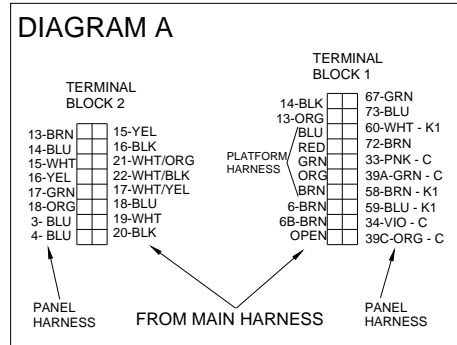 DIAGRAM A
TERMINAL
BLOCK 2
13-BRN
14-BLU
15-WHT
16-YEL
17-GRN
18-ORG
3- BLU
4- BLU
15-YEL
16-BLK
21-WHT/ORG
22-WHT/BLK
17-WHT/YEL
18-BLU
19-WHT
20-BLK
TERMINAL
BLOCK 1
14-BLK
13-ORG
BLU
RED
GRN
ORG
BRN
6-BRN
6B-BRN
OPEN
PLATFORM
HARNESS
67-GRN
73-BLU
60-WHT - K1
72-BRN
33-PNK - C
39A-GRN - C
58-BRN - K1
59-BLU - K1
34-VIO - C
39C-ORG - C
PANEL
HARNESS
FROM MAIN HARNESS
PANEL
HARNESS